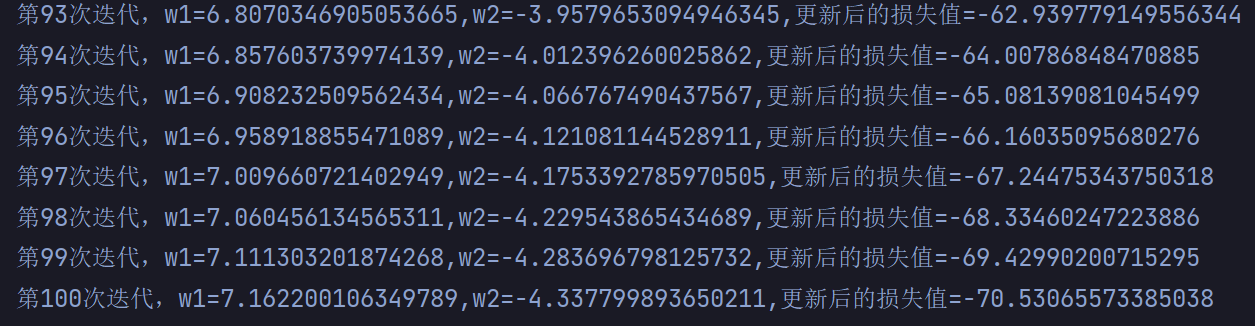 第93次迭代，w1=6.8070346905053665,w2=-3.9579653094946345,更新后的损失值=-62.939779149556344
第94次迭代，w1=6.857603739974139,w2=-4.012396260025862,更新后的损失值=-64.00786848470885
第95次迭代，w1=6.908232509562434,w2=-4.066767490437567,更新后的损失值=-65.08139081045499
第96次迭代，w1=6.958918855471089,w2=-4.121081144528911,更新后的损失值=-66.16035095680276
第97次迭代，w1=7.009660721402949,w2=-4.1753392785970505,更新后的损失值=-67.24475343750318
第98次迭代，w1=7.060456134565311,w2=-4.229543865434689,更新后的损失值=-68.33460247223886
第99次迭代，w1=7.111303201874268,w2=-4.283696798125732,更新后的损失值=-69.42990200715295
第100次迭代，w1=7.162200106349789,w2=-4.337799893650211,更新后的损失值=-70.53065573385038